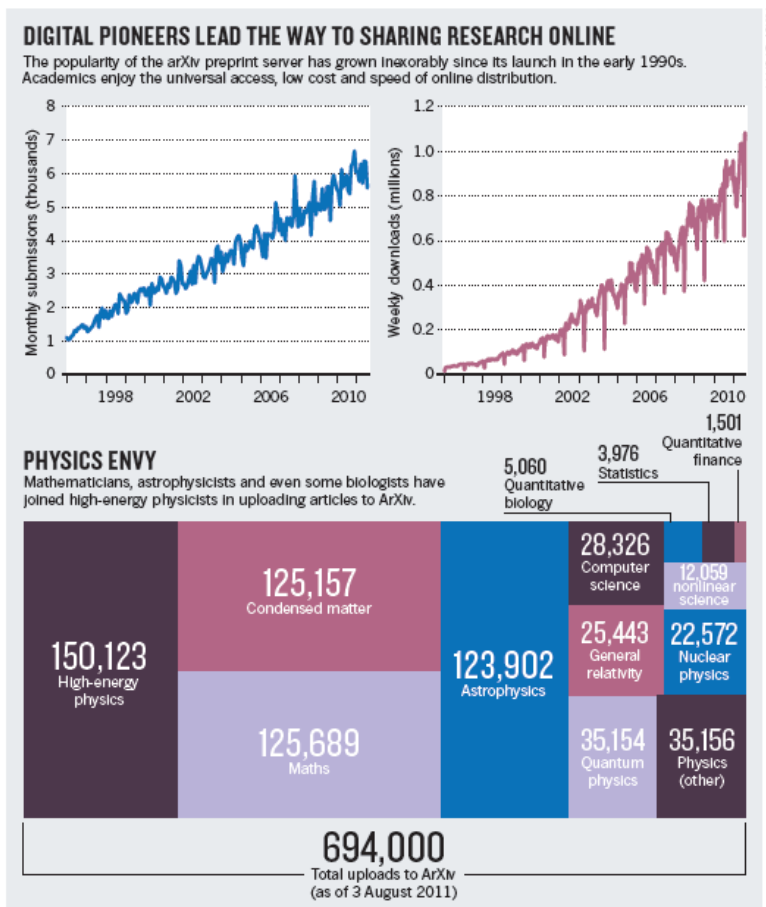 DIGITAL PIONEERS LEAD THE WAY TO SHARING RESEARCH ONLINE
The popularity of the arXiv preprint server has grown inexorably since its launch in the early 1990s.
Academics enjoy the universal access, low cost and speed of online distribution.
Monthly submissions (thousands)
8
7
6
5
4
3
2
1
0
1998 2002 2006 2010
Weekly downloads (millions)
1.2
1.0
0.8
0.6
0.4
0.2
0
1998 2002 2006 2010
PHYSICS ENVY
Mathematicians, astrophysicists and even some biologists have
joined high-energy physicists in uploading articles to ArXiv.
5,060
Quantitative
biology
3,976
Statistics
1,501
Quantitative
finance
150,123
High-energy
physics
125,157
Condensed matter
125,689
Maths
123,902
Astrophysics
28,326
Computer
science
12,059
nonlinear
science
25,443
General
relativity
22,572
Nuclear
physics
35,154
Quantum
physics
35,156
Physics
(other)
694,000
Total uploads to ArXiv
(as of 3 August 2011)